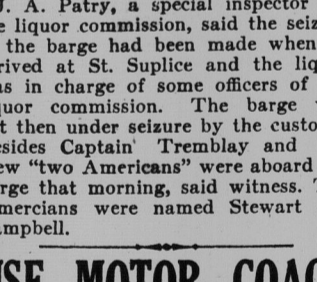 J. A. Patry, a special inspector
e liquor commission, said the seiz
the barge had been made when
rived at St. Suplice and the liq
as in charge of some officers of
quor commission. The barge
t then under seizure by the custo
esides Captain Tremblay and
ew "two Americans" were aboard
rge that morning, said witness. T
mercians were named Stewart
ampbell.
USE MOTOR COAC